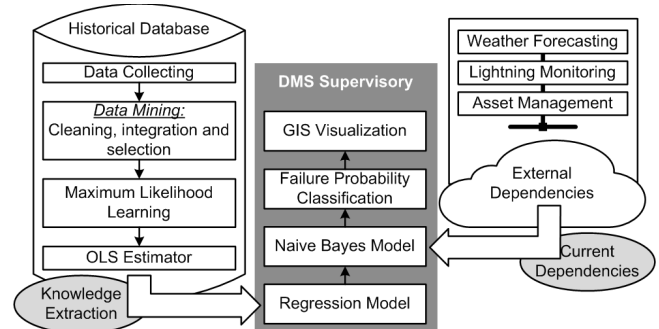 Historical Database
Data Collecting
Data Mining:
Cleaning, integration and
selection
Maximum Likelihood
Learning
OLS Estimator
Knowledge
Extraction
DMS Supervisory
GIS Visualization
Failure Probability
Classification
Naive Bayes Model
Regression Model
Weather Forecasting
Lightning Monitoring
Asset Management
External
Dependencies
Current
Dependencies